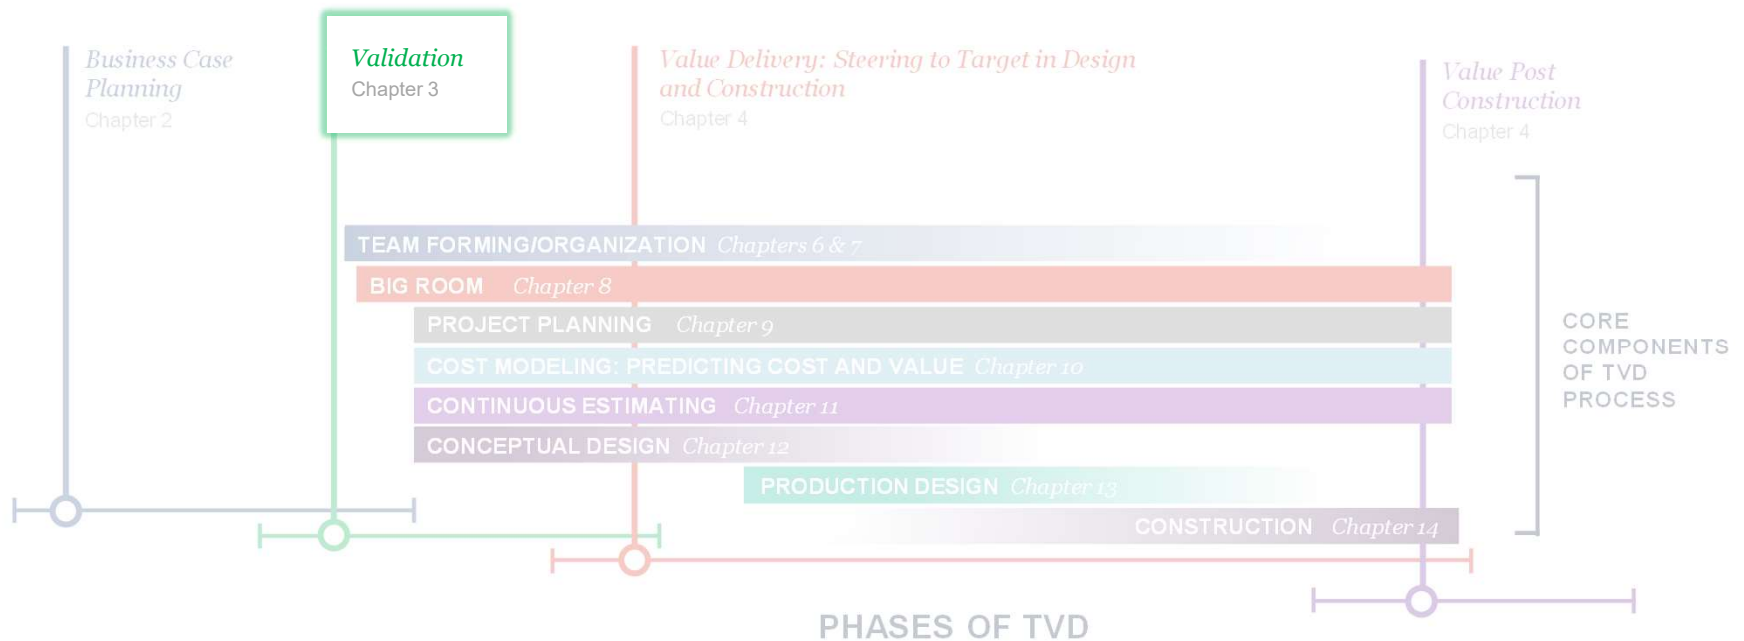 Business Case
Planning
Chapter 2
Validation
Chapter 3
Value Delivery: Steering to Target in Design
and Construction
Chapter 4
Value Post
Construction
Chapter 4
TEAM FORMING/ORGANIZATION Chapters 6 & 7
BIG ROOM Chapter 8
PROJECT PLANNING Chapter 9
COST MODELING: PREDICTING COST AND VALUE Chapter 10
CONTINUOUS ESTIMATING Chapter 11
CONCEPTUAL DESIGN Chapter 12
PRODUCTION DESIGN Chapter 13
CONSTRUCTION Chapter 14
CORE
COMPONENTS
OF TVD
PROCESS
PHASES OF TVD